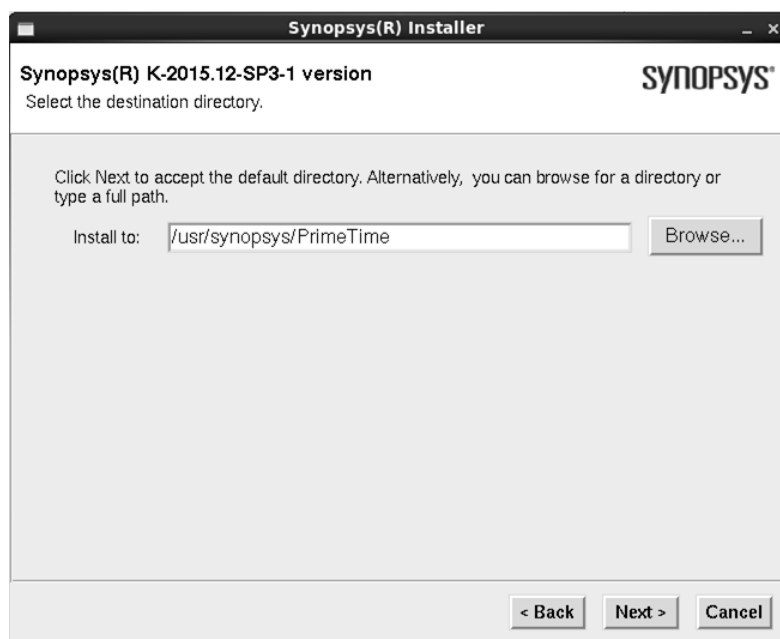 Synopsys(R) Installer
Synopsys(R) K-2015.12-SP3-1 version
SYNOPSYS®
Select the destination directory.
Click Next to accept the default directory. Alternatively, you can browse for a directory or
type a full path.
Install to: /usr/synopsys/PrimeTime Browse...
< Back Next > Cancel